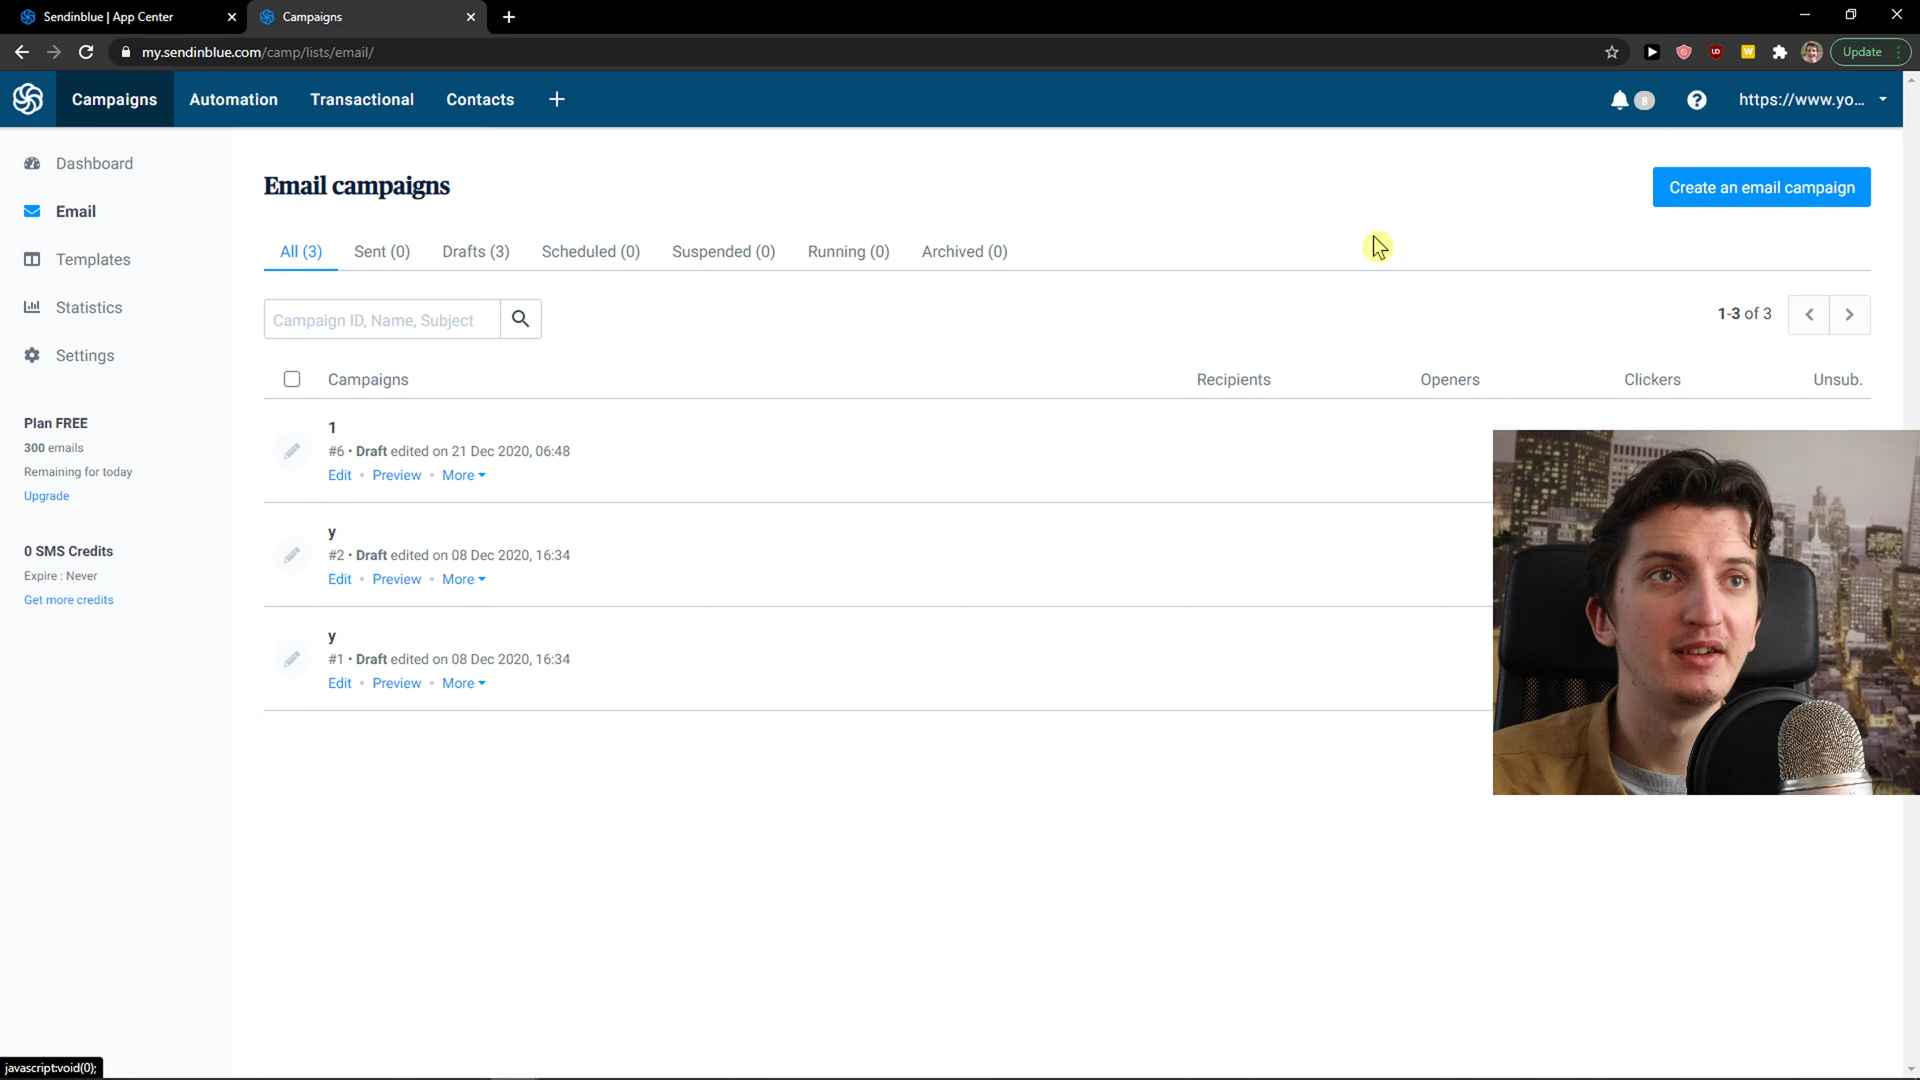 Sendinblue | App Center
Campaigns
my.sendinblue.com/camp/lists/email/
Update
Campaigns
Automation
Transactional
Contacts
8
https://www.yo...
Dashboard
Email
Templates
Statistics
Settings
Plan FREE
300 emails
Remaining for today
Upgrade
0 SMS Credits
Expire : Never
Get more credits
Email campaigns
Create an email campaign
All (3)
Sent (0)
Drafts (3)
Scheduled (0)
Suspended (0)
Running (0)
Archived (0)
Campaign ID, Name, Subject
1-3 of 3
Campaigns
Recipients
Openers
Clickers
Unsub.
1
#6 • Draft edited on 21 Dec 2020, 06:48
Edit • Preview • More
y
#2 • Draft edited on 08 Dec 2020, 16:34
Edit • Preview • More
y
#1 • Draft edited on 08 Dec 2020, 16:34
Edit • Preview • More
javascript:void(0);